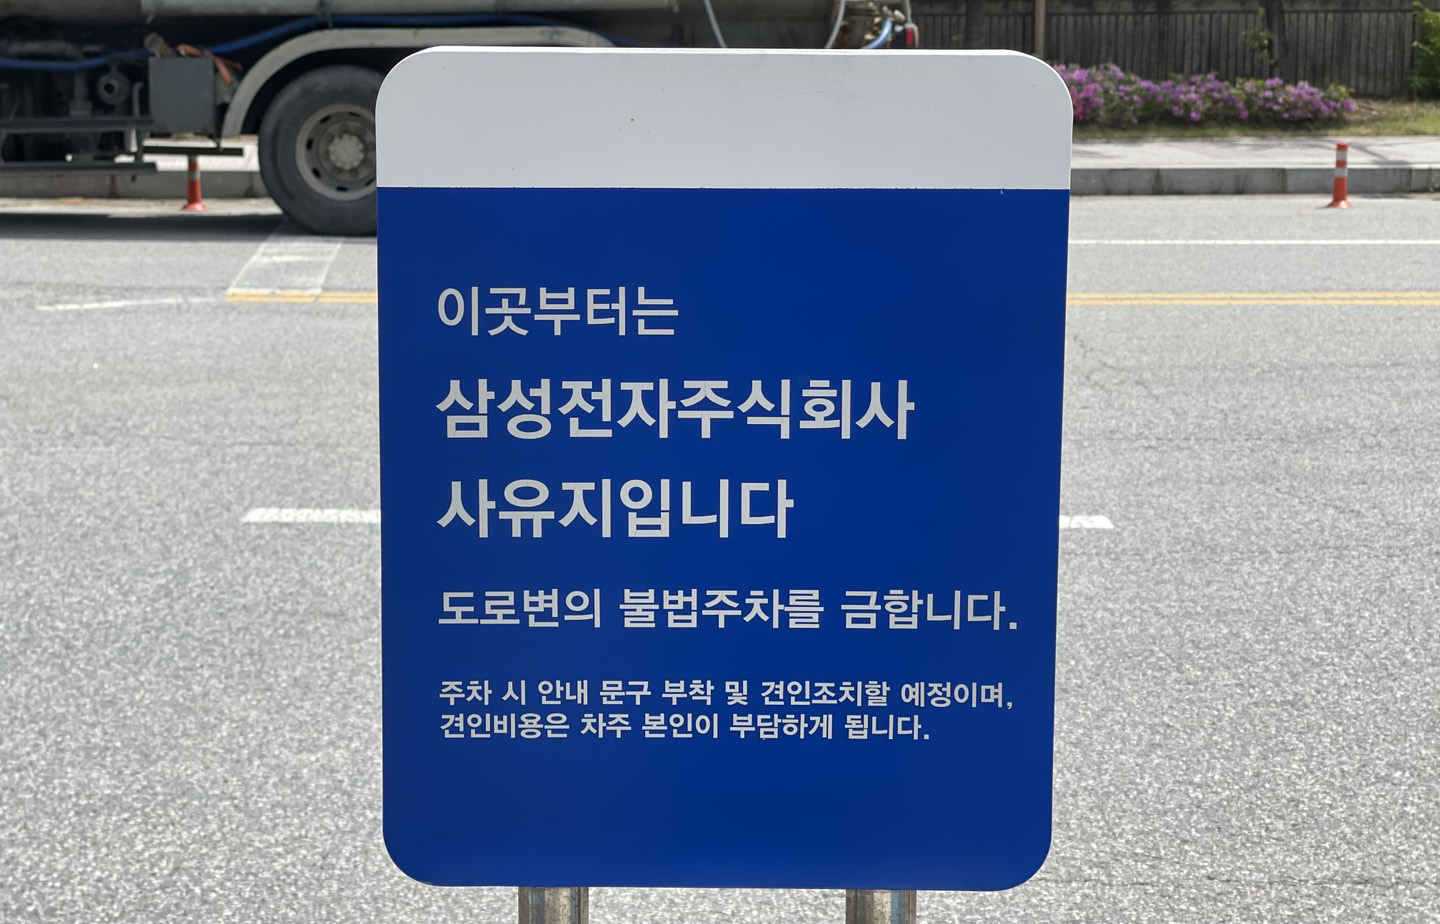 이곳부터는
삼성전자주식회사
사유지입니다
도로변의 불법주차를 금합니다.
주차 시 안내 문구 부착 및 견인조치할 예정이며,
견인비용은 차주 본인이 부담하게 됩니다.